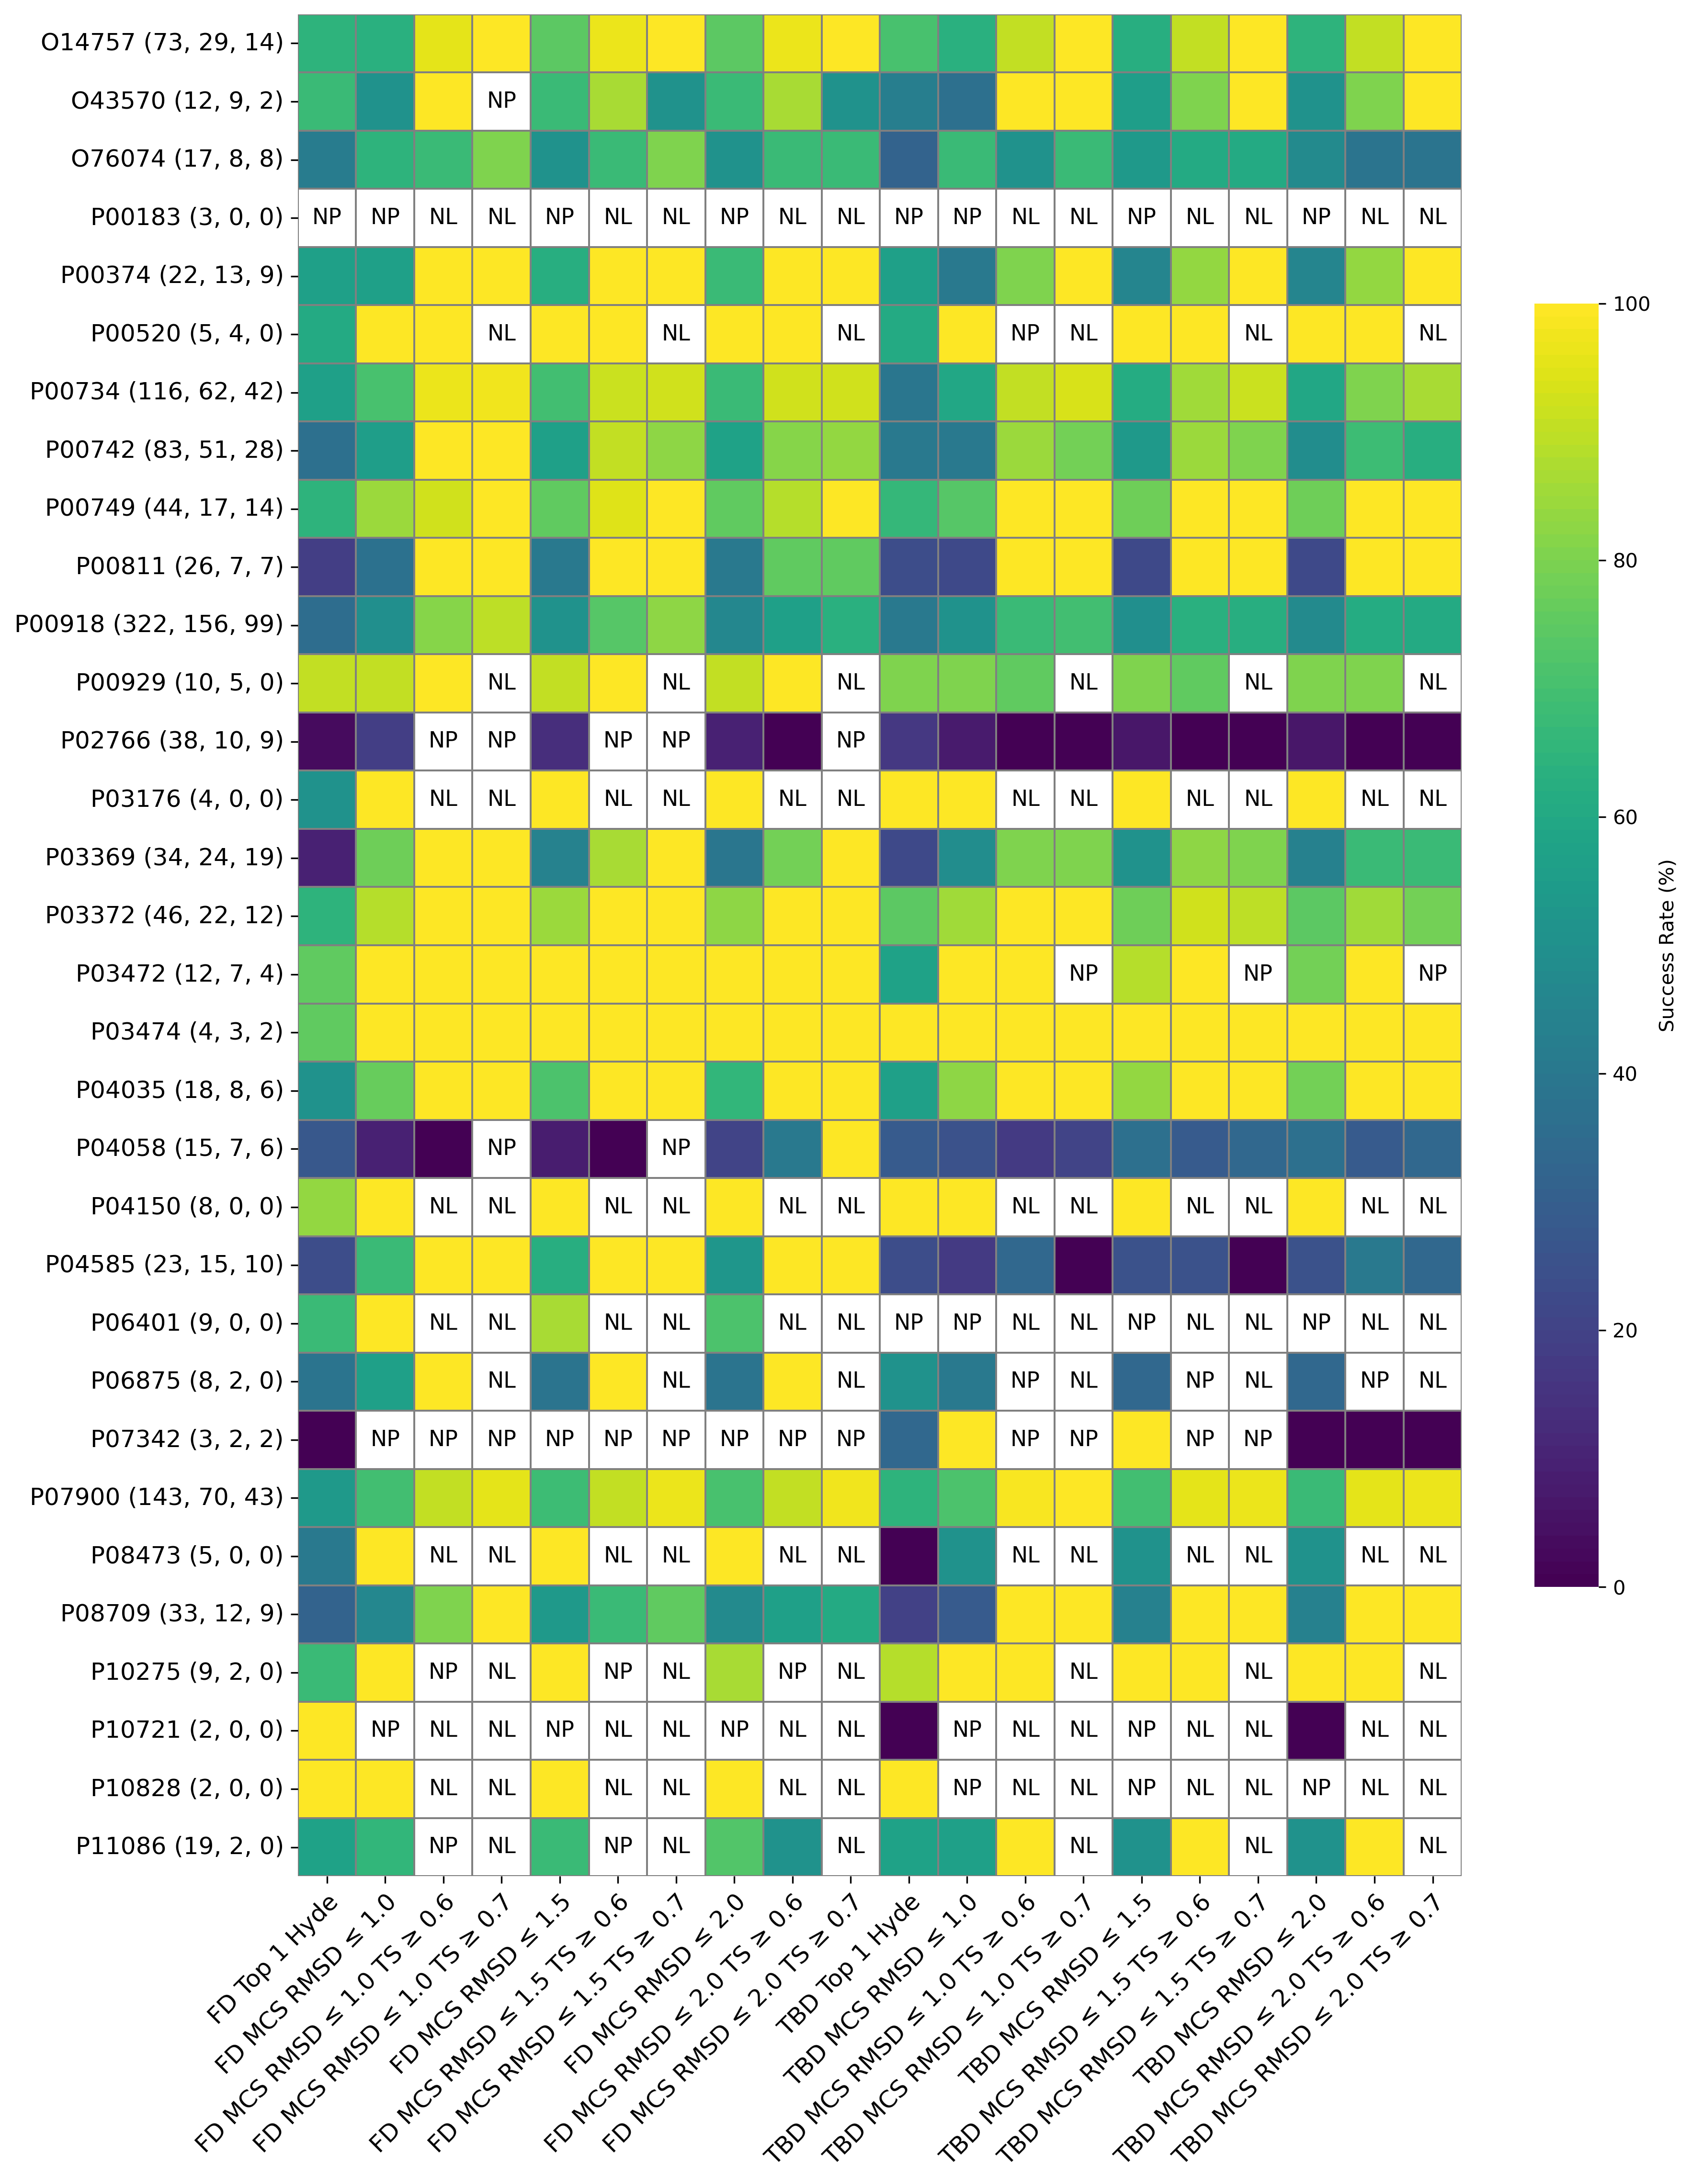 O14757 (73, 29, 14)
O43570 (12, 9, 2) NP
O76074 (17, 8, 8)
P00183 (3, 0, 0) NP NP NL NL NP NL NL NP NL NL NP NP NL NL NP NL NL NP NL NL
P00374 (22, 13, 9)
P00520 (5, 4, 0) NL NL NL NP NL NL NL
P00734 (116, 62, 42)
P00742 (83, 51, 28)
P00749 (44, 17, 14)
P00811 (26, 7, 7)
P00918 (322, 156, 99)
P00929 (10, 5, 0) NL NL NL NL NL NL
P02766 (38, 10, 9) NP NP NP NP NP
P03176 (4, 0, 0) NL NL NL NL NL NL NL NL NL NL NL NL
P03369 (34, 24, 19)
P03372 (46, 22, 12)
P03472 (12, 7, 4) NP NP NP
P03474 (4, 3, 2)
P04035 (18, 8, 6)
P04058 (15, 7, 6) NP NP
P04150 (8, 0, 0) NL NL NL NL NL NL NL NL NL NL NL NL
P04585 (23, 15, 10)
P06401 (9, 0, 0) NL NL NL NL NL NL NP NP NL NL NP NL NL NP NL NL
P06875 (8, 2, 0) NL NL NL NP NL NP NL NP NL
P07342 (3, 2, 2) NP NP NP NP NP NP NP NP NP NP NP NP NP
P07900 (143, 70, 43)
P08473 (5, 0, 0) NL NL NL NL NL NL NL NL NL NL NL NL
P08709 (33, 12, 9)
P10275 (9, 2, 0) NP NL NP NL NP NL NL NL NL
P10721 (2, 0, 0) NP NL NL NP NL NL NP NL NL NP NL NL NP NL NL NL NL
P10828 (2, 0, 0) NL NL NL NL NL NL NP NL NL NP NL NL NP NL NL
P11086 (19, 2, 0) NP NL NP NL NL NL NL NL
FD Top 1 Hyde
FD MCS RMSD ≤ 1.0
FD MCS RMSD ≤ 1.0 TS ≥ 0.6
FD MCS RMSD ≤ 1.0 TS ≥ 0.7
FD MCS RMSD ≤ 1.5
FD MCS RMSD ≤ 1.5 TS ≥ 0.6
FD MCS RMSD ≤ 1.5 TS ≥ 0.7
FD MCS RMSD ≤ 2.0
FD MCS RMSD ≤ 2.0 TS ≥ 0.6
FD MCS RMSD ≤ 2.0 TS ≥ 0.7
TBD Top 1 Hyde
TBD MCS RMSD ≤ 1.0
TBD MCS RMSD ≤ 1.0 TS ≥ 0.6
TBD MCS RMSD ≤ 1.0 TS ≥ 0.7
TBD MCS RMSD ≤ 1.5
TBD MCS RMSD ≤ 1.5 TS ≥ 0.6
TBD MCS RMSD ≤ 1.5 TS ≥ 0.7
TBD MCS RMSD ≤ 2.0
TBD MCS RMSD ≤ 2.0 TS ≥ 0.6
TBD MCS RMSD ≤ 2.0 TS ≥ 0.7
100
80
60
40
20
0
Success Rate (%)